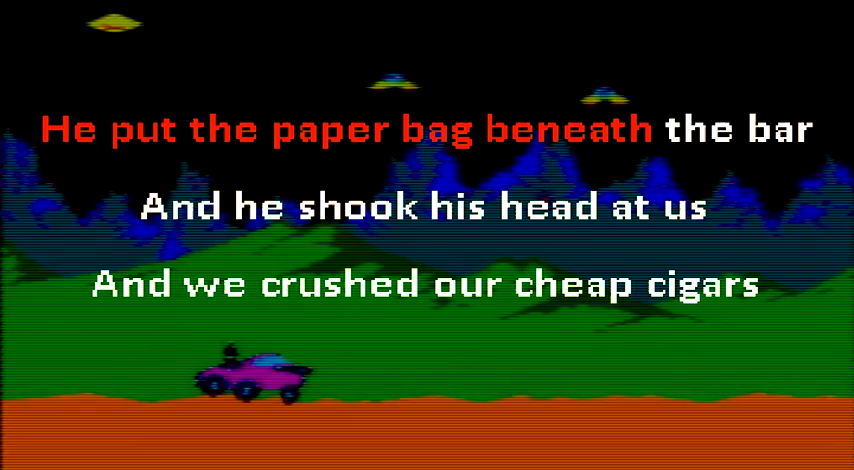 He put the paper bag beneath the bar
And he shook his head at us
And we crushed our cheap cigars